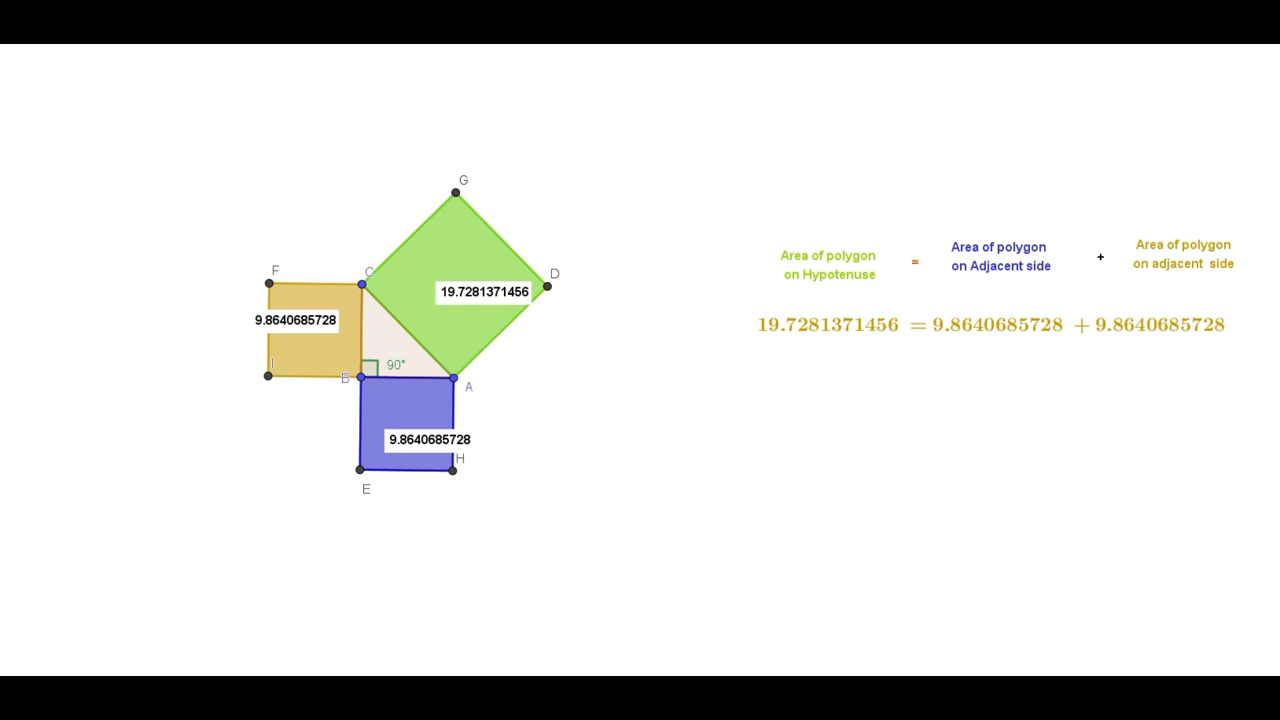 G
F
C
D
19.7281371456
9.8640685728
I
90°
B
A
9.8640685728
H
E
Area of polygon
on Hypotenuse
=
Area of polygon
on Adjacent side
+
Area of polygon
on adjacent side
19.7281371456 = 9.8640685728 + 9.8640685728